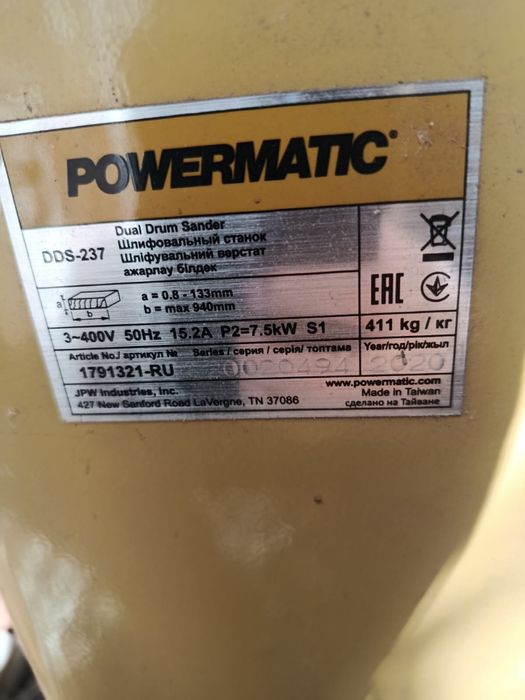 POWERMATIC®
DDS-237
Dual Drum Sander
Шлифовальный станок
Шліфувальний верстат
ажарлау білдек
a
b
a = 0.8 - 133mm
b = max 940mm
EAC
3~400V 50Hz 15.2A P2=7.5kW S1
411 kg / кг
Article No./ артикул №
1791321-RU
Series / серия / серія/ топтама
Year/год/рік/жыл
2020
www.powermatic.com
JPW Industries, Inc.
427 New Sanford Road LaVergne, TN 37086
Made in Taiwan
сделано на Тайване